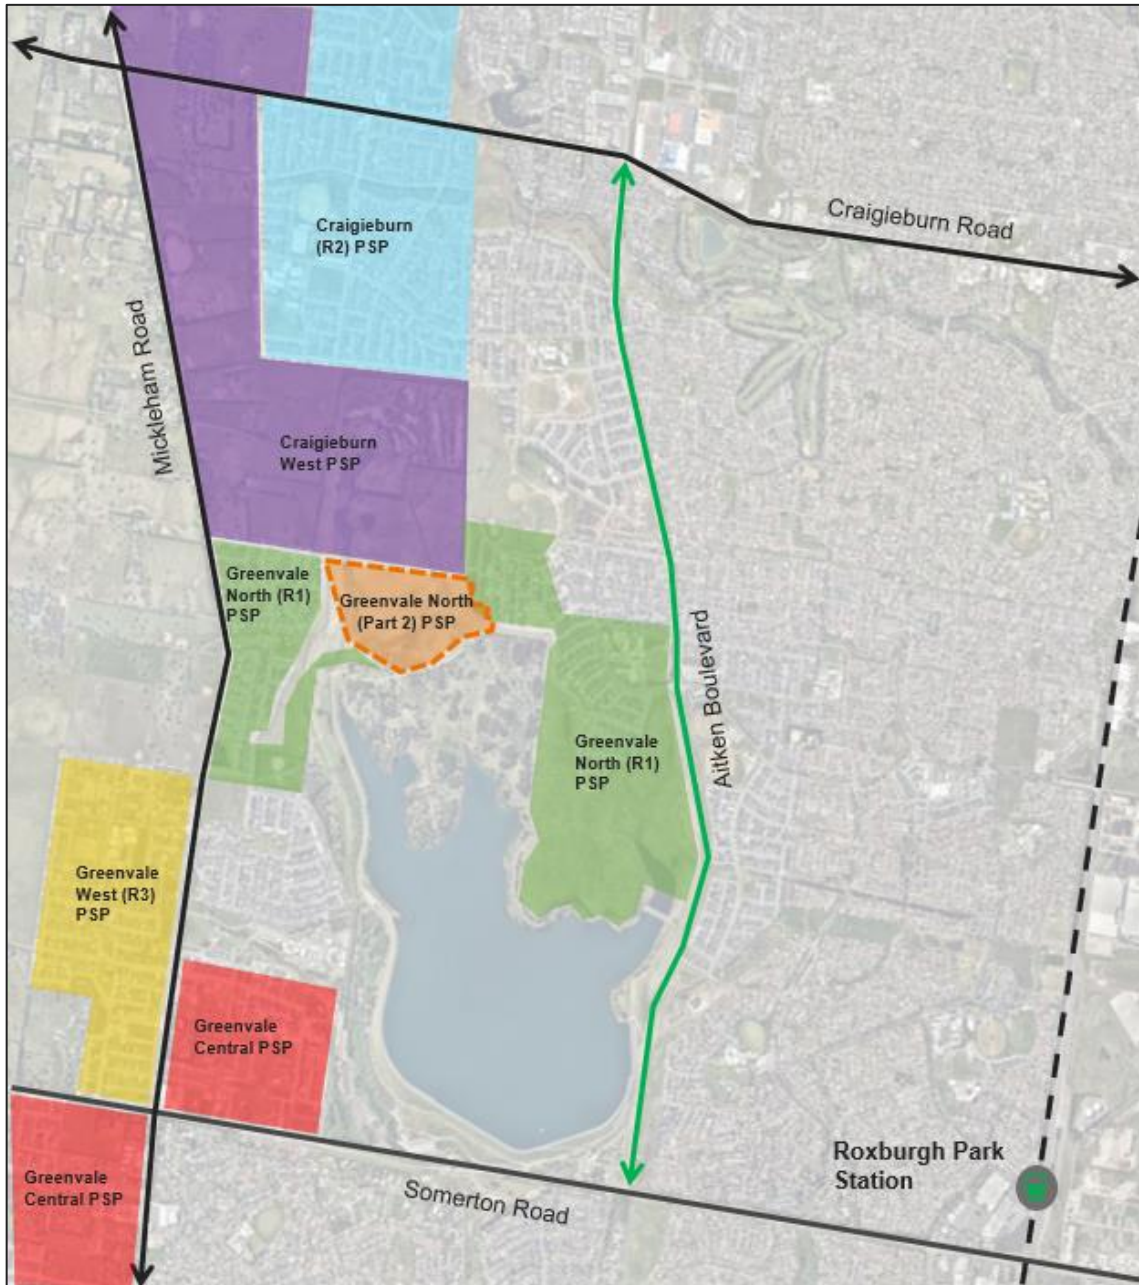 Craigieburn
(R2) PSP
Craigieburn Road
Mickleham Road
Craigieburn
West PSP
Greenvale
North (R1)
PSP
Greenvale North
(Part 2) PSP
Aitken Boulevard
Greenvale
North (R1)
PSP
Greenvale
West (R3)
PSP
Greenvale
Central PSP
Roxburgh Park
Station
Greenvale
Central PSP
Somerton Road